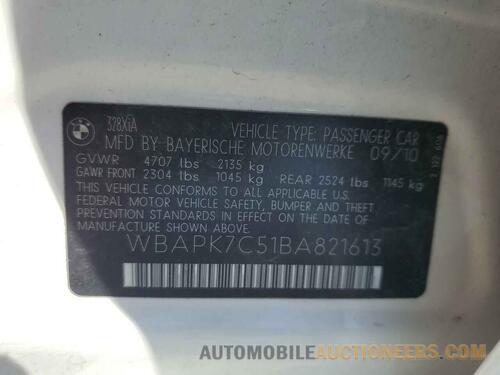 BMW
328XiA
VEHICLE TYPE: PASSENGER CAR
MFD BY BAYERISCHE MOTORENWERKE 09/10
GVWR 4707 lbs 2135 kg
GAWR FRONT 2304 lbs 1045 kg GAWR REAR 2524 lbs 1145 kg
THIS VEHICLE CONFORMS TO ALL APPLICABLE U.S.
FEDERAL MOTOR VEHICLE SAFETY, BUMPER AND THEFT
PREVENTION STANDARDS IN EFFECT ON THE DATE OF
MANUFACTURE SHOWN ABOVE.
WBAPK7C51BA821613
AUTOMOBILEAUCTIONEERS.COM